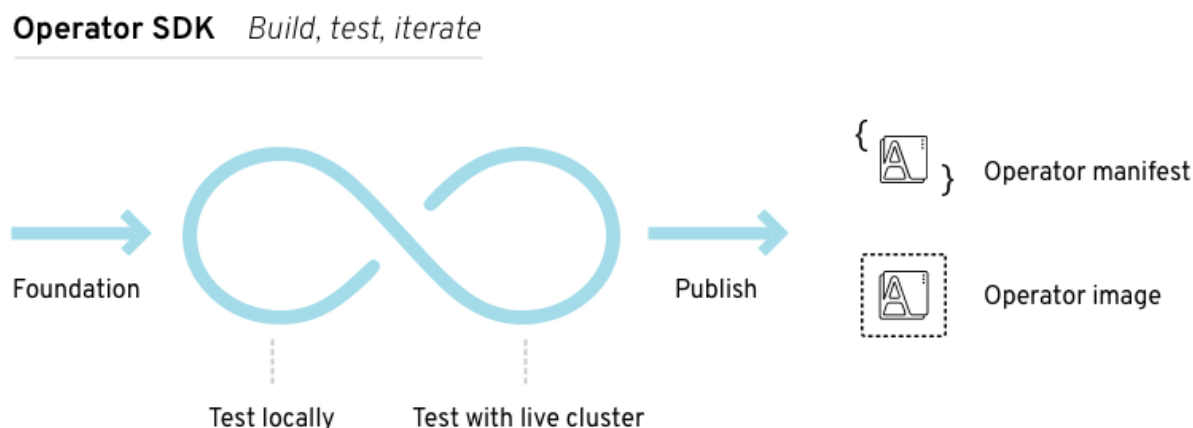 Operator SDK Build, test, iterate
{
}
Operator manifest
Foundation
Publish
Operator image
Test locally
Test with live cluster